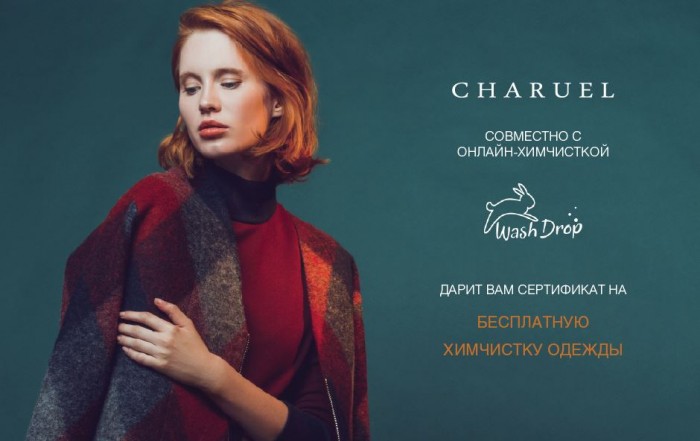 CHARUEL
СОВМЕСТНО С
ОНЛАЙН-ХИМЧИСТКОЙ
Wash Drop
ДАРИТ ВАМ СЕРТИФИКАТ НА
БЕСПЛАТНУЮ
ХИМЧИСТКУ ОДЕЖДЫ